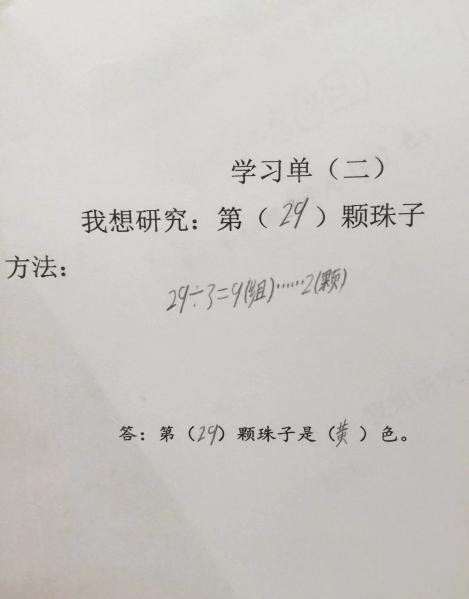 学习单（二）
我想研究：第（29）颗珠子
方法：
29÷3=9(组)……2(颗)
答：第（29）颗珠子是（黄）色。